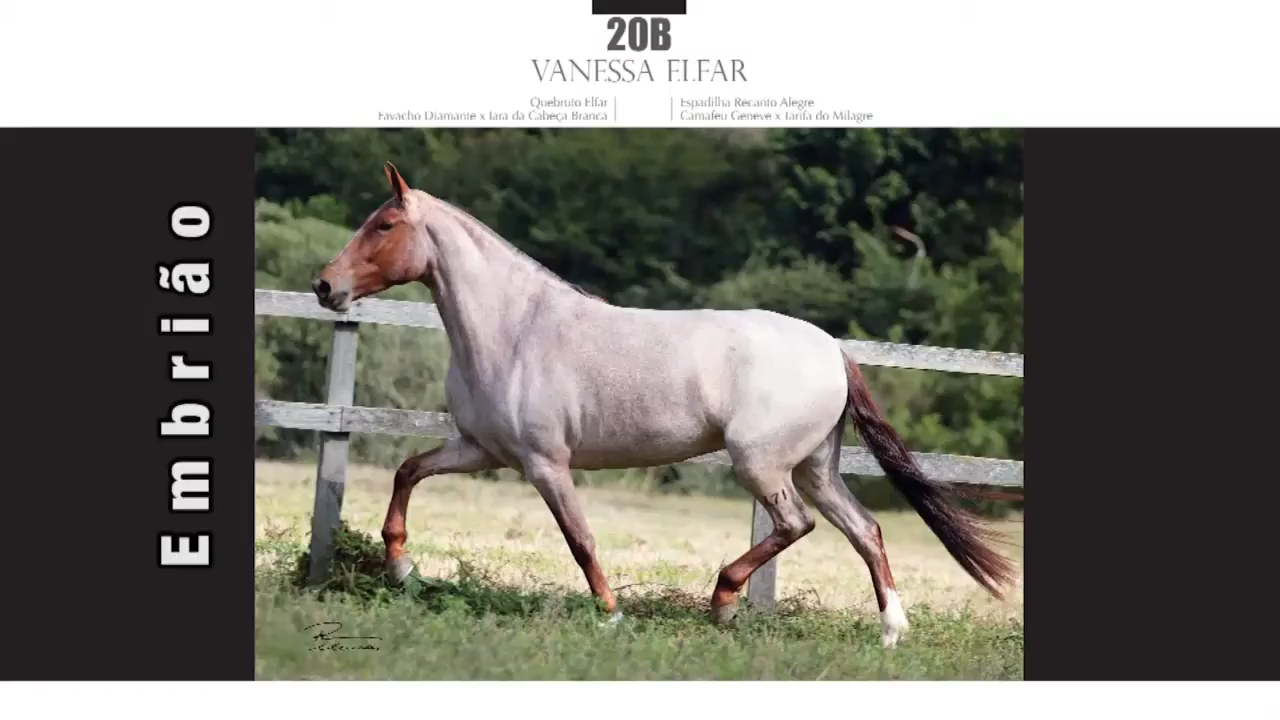 20B
VANESSA ELFAR
Quebruto Elfar
Favacho Diamante x Iara da Cabeça Branca
Espadilha Recanto Alegre
Camafeu Geneve x Tarifa do Milagre
Embrião